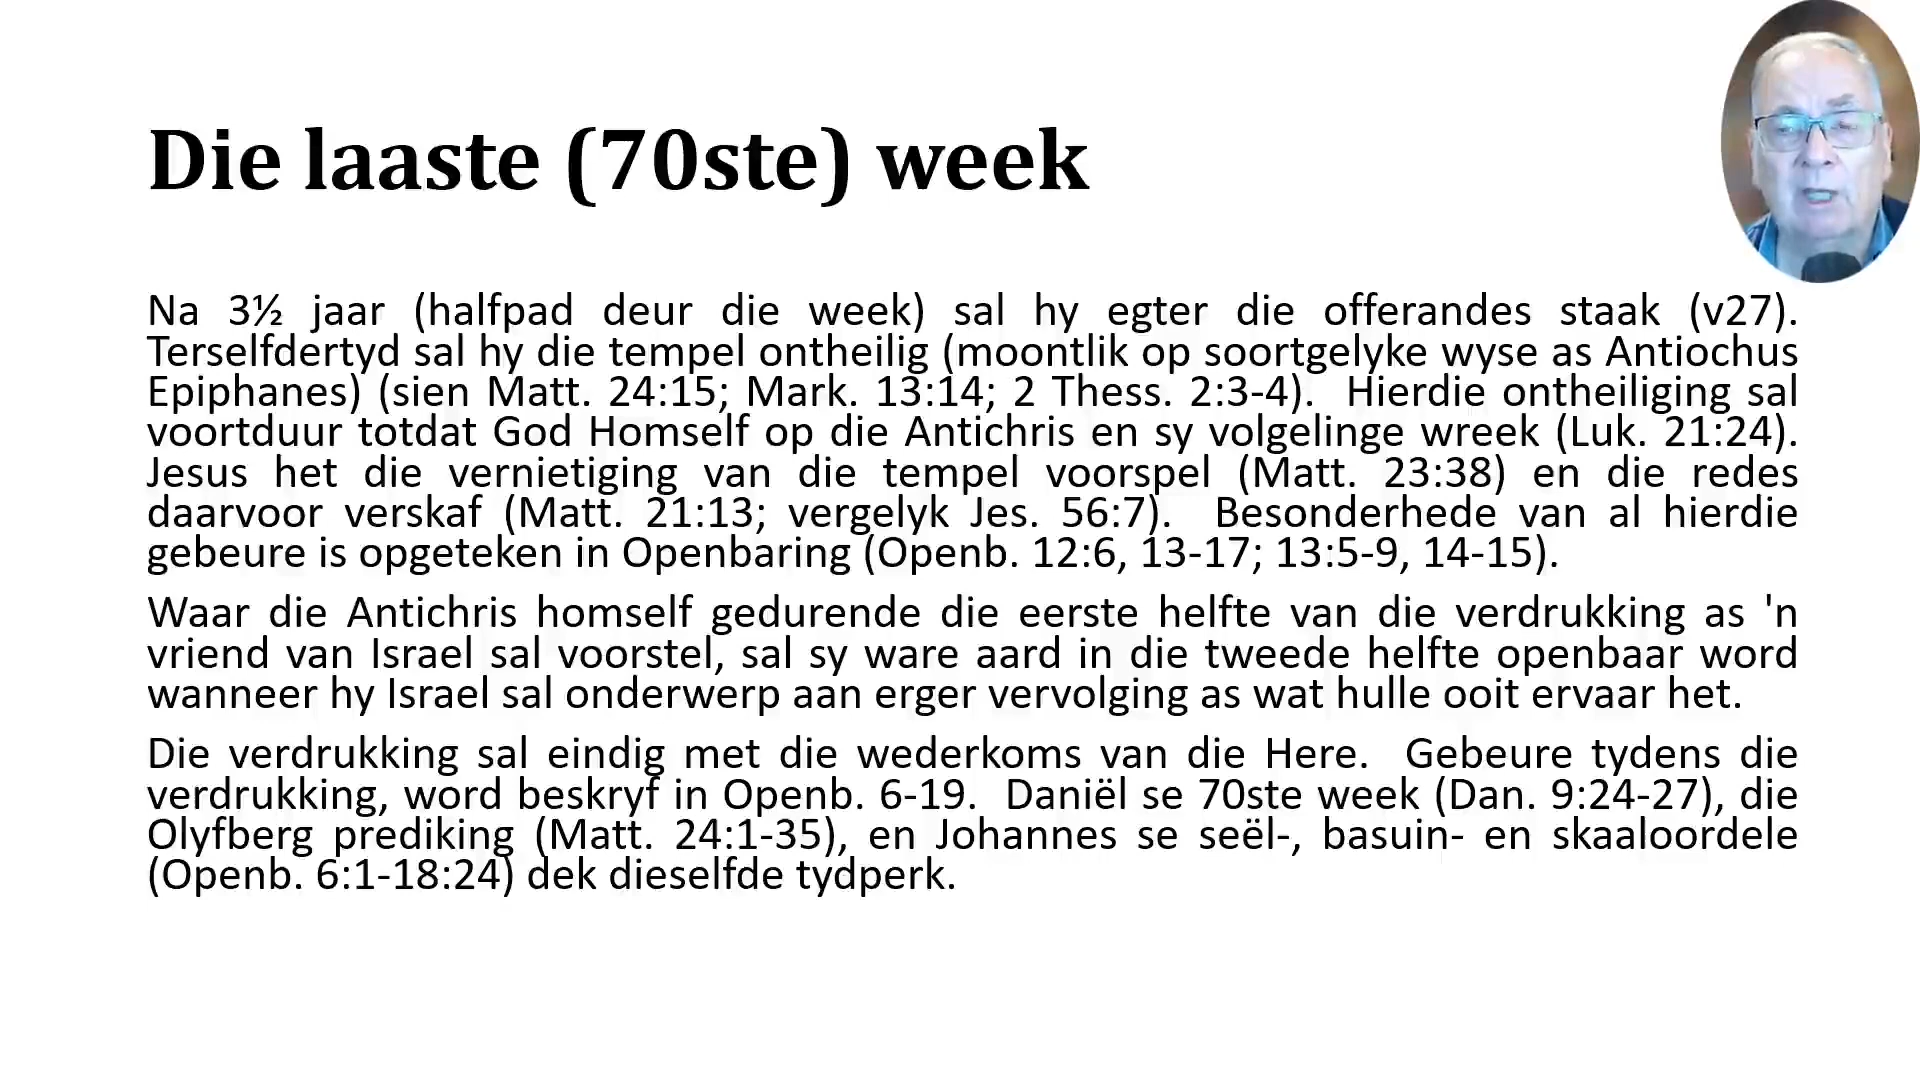 Die laaste (70ste) week
Na 3½ jaar (halfpad deur die week) sal hy egter die offerandes staak (v27).
Terselfdertyd sal hy die tempel ontheilig (moontlik op soortgelyke wyse as Antiochus
Epiphanes) (sien Matt. 24:15; Mark. 13:14; 2 Thess. 2:3-4). Hierdie ontheiliging sal
voortduur totdat God Homself op die Antichris en sy volgelinge wreek (Luk. 21:24).
Jesus het die vernietiging van die tempel voorspel (Matt. 23:38) en die redes
daarvoor verskaf (Matt. 21:13; vergelyk Jes. 56:7). Besonderhede van al hierdie
gebeure is opgeteken in Openbaring (Openb. 12:6, 13-17; 13:5-9, 14-15).
Waar die Antichris homself gedurende die eerste helfte van die verdrukking as 'n
vriend van Israel sal voorstel, sal sy ware aard in die tweede helfte openbaar word
wanneer hy Israel sal onderwerp aan erger vervolging as wat hulle ooit ervaar het.
Die verdrukking sal eindig met die wederkoms van die Here. Gebeure tydens die
verdrukking, word beskryf in Openb. 6-19. Daniël se 70ste week (Dan. 9:24-27), die
Olyfberg prediking (Matt. 24:1-35), en Johannes se seël-, basuin- en skaaloordele
(Openb. 6:1-18:24) dek dieselfde tydperk.